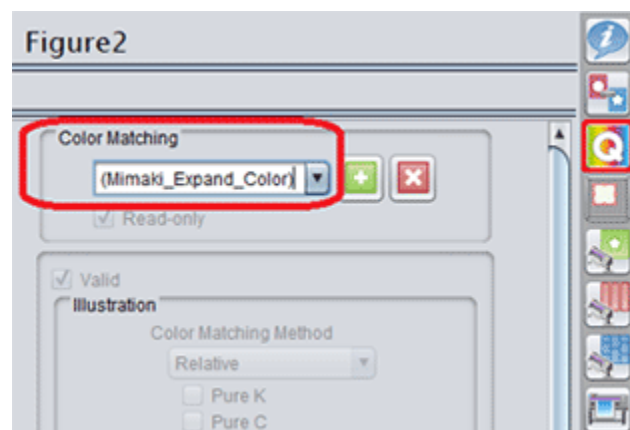 Figure2
Color Matching
(Mimaki_Expand_Color)
Read-only
Valid
Illustration
Color Matching Method
Relative
Pure K
Pure C
Q